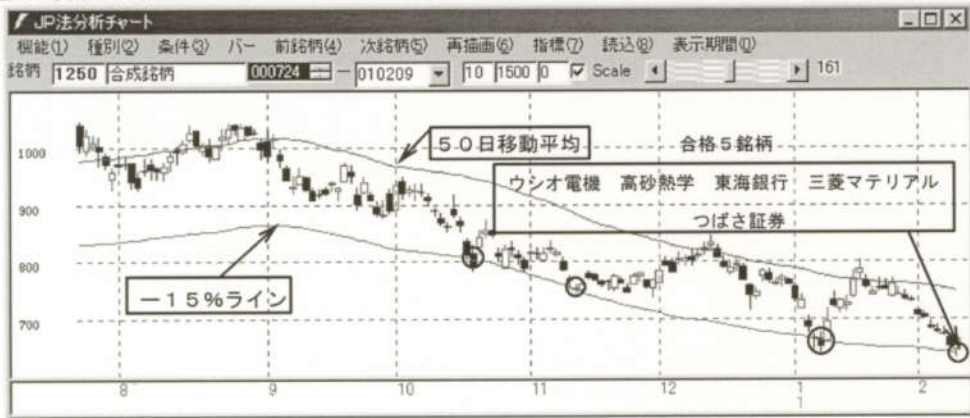 JP法分析チャート
機能(1) 種別(2) 条件(3) バー 前銘柄(4) 次銘柄(5) 再描画(6) 指標(7) 読込(8) 表示期間(0)
銘柄 1250 合成銘柄 000724 — 010209 10 1500 0 Scale 161
1000
900
800
700
50日移動平均
合格5銘柄
ウシオ電機 高砂熱学 東海銀行 三菱マテリアル
つばさ証券
−15%ライン
8 9 10 11 12 1 2
1